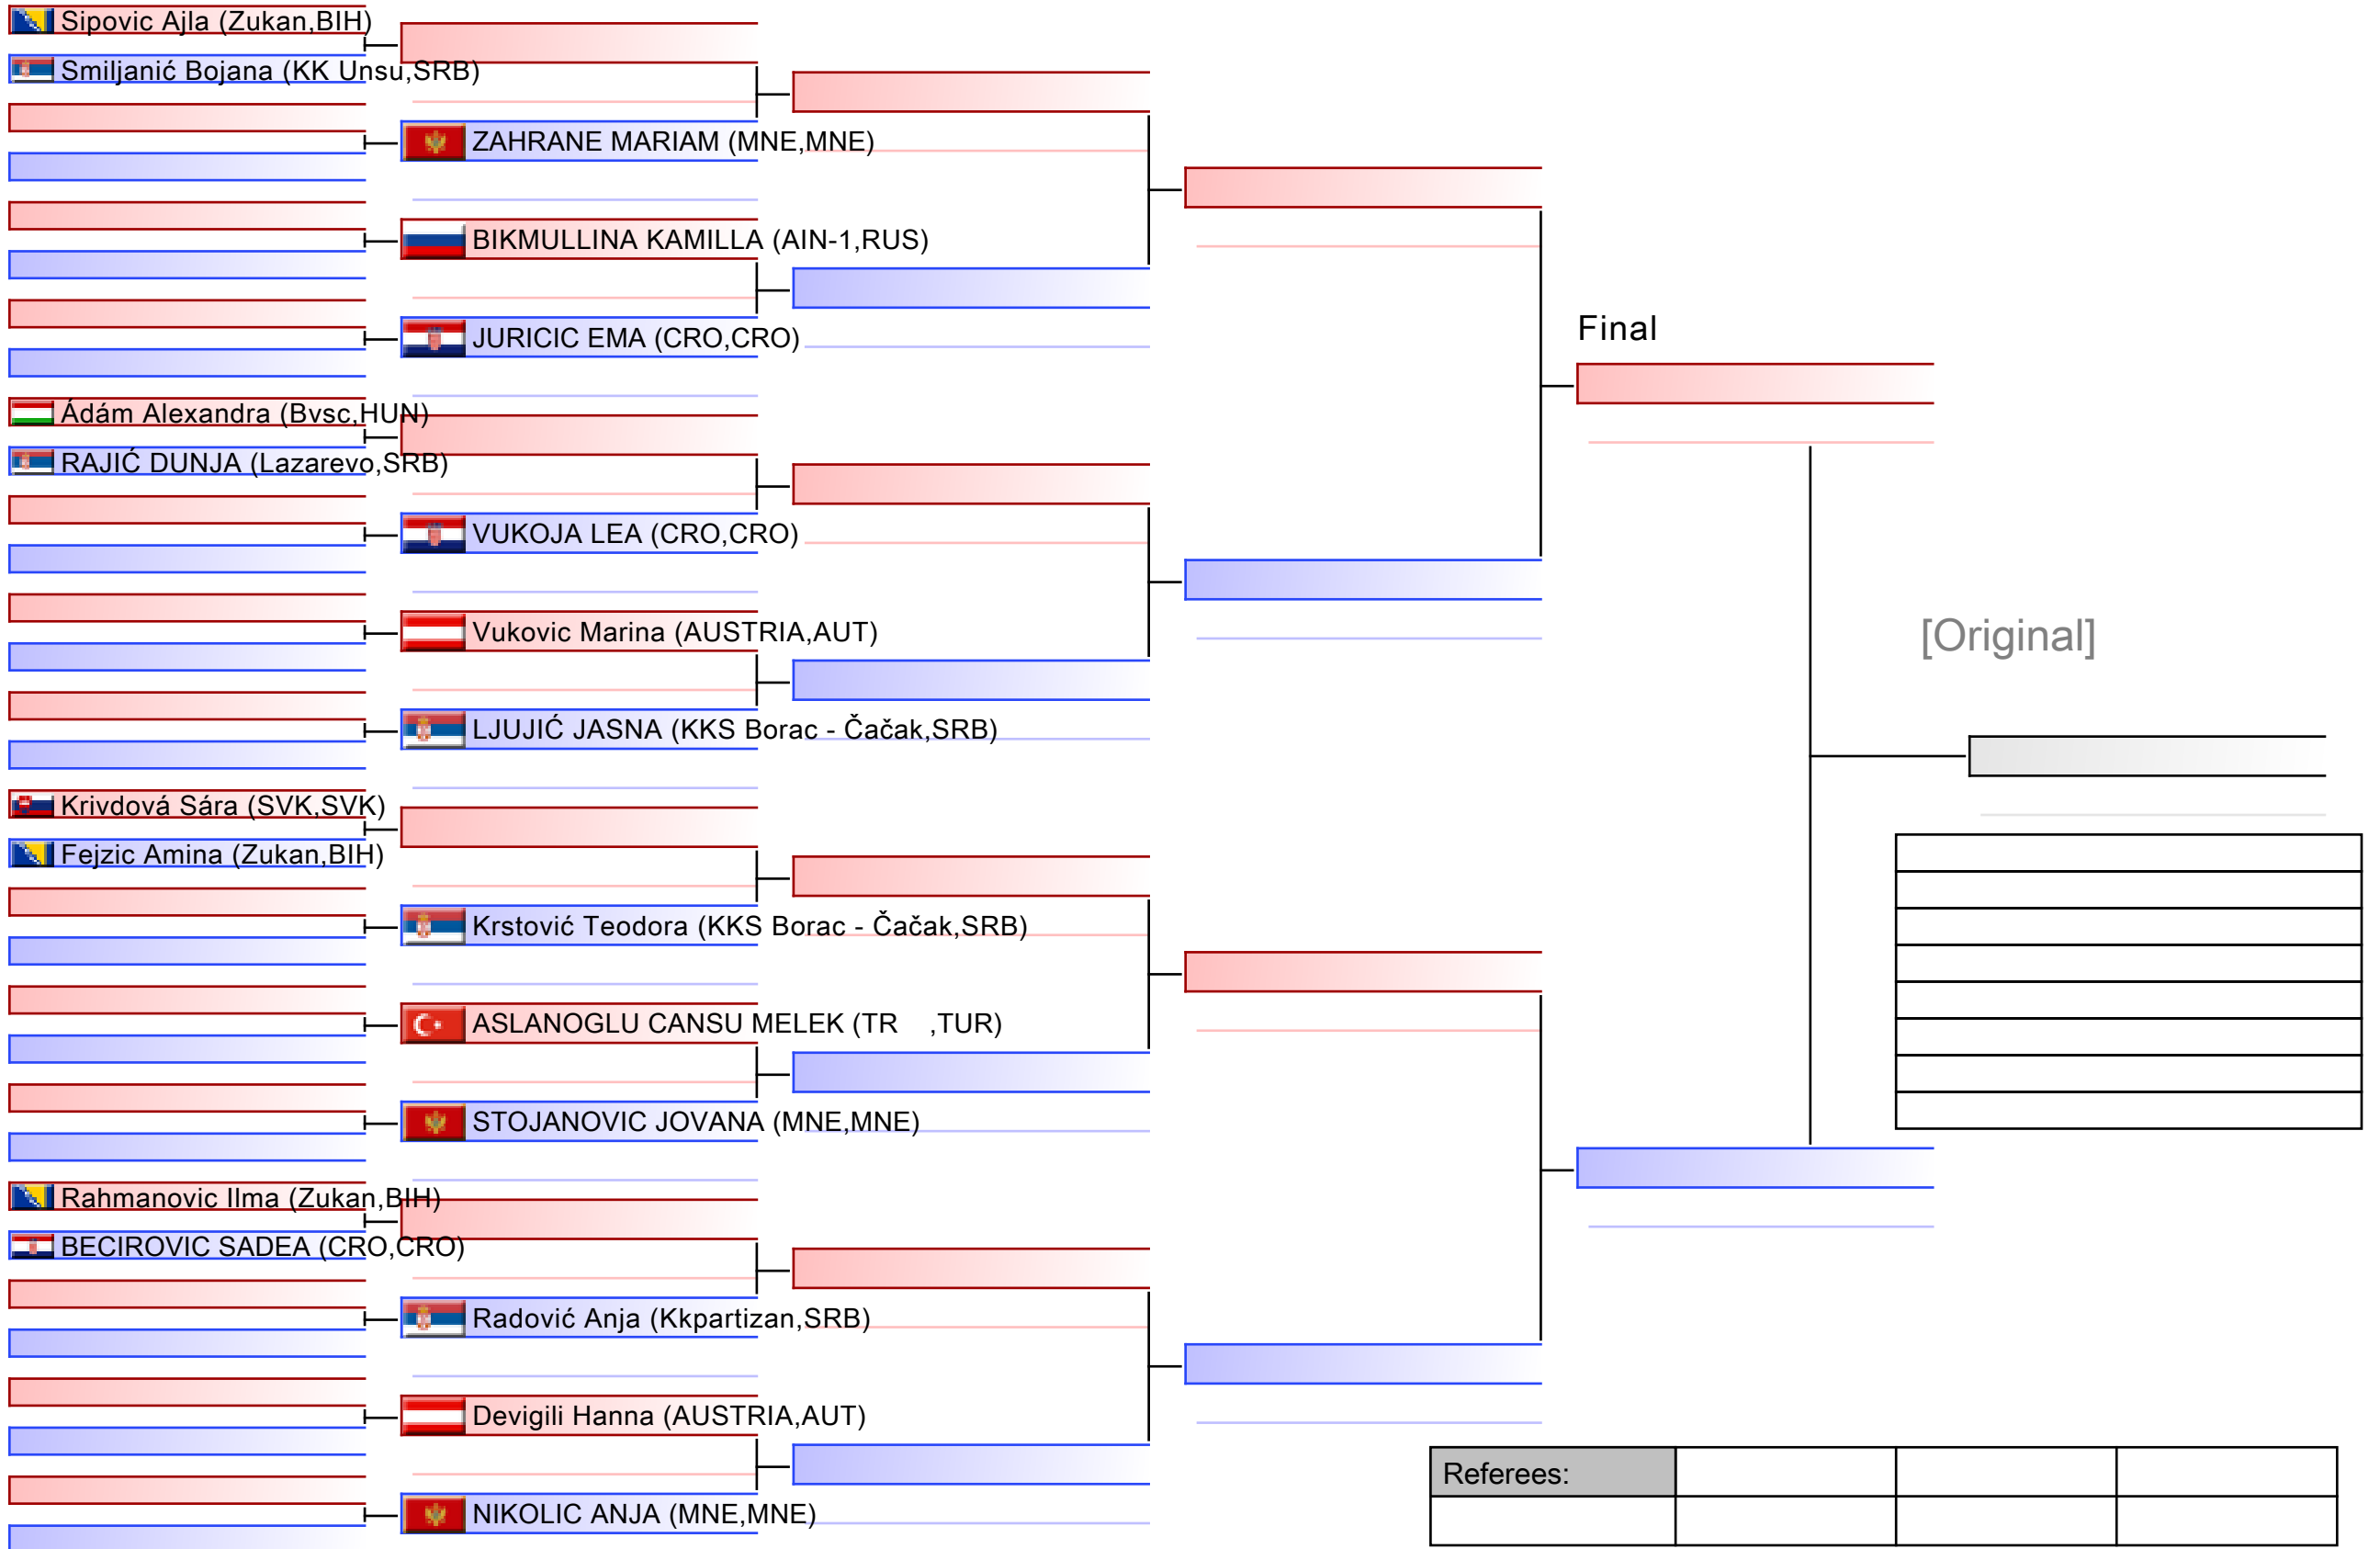 Sipovic Ajla (Zukan,BIH)
Smiljanić Bojana (KK Unsu,SRB)
ZAHRANE MARIAM (MNE,MNE)
BIKMULLINA KAMILLA (AIN-1,RUS)
JURICIC EMA (CRO,CRO)
Final
Ádám Alexandra (Bvsc,HUN)
RAJIĆ DUNJA (Lazarevo,SRB)
VUKOJA LEA (CRO,CRO)
Vukovic Marina (AUSTRIA,AUT)
[Original]
LJUJIĆ JASNA (KKS Borac - Čačak,SRB)
Krivdová Sára (SVK,SVK)
Fejzic Amina (Zukan,BIH)
Krstović Teodora (KKS Borac - Čačak,SRB)
ASLANOGLU CANSU MELEK (TR    ,TUR)
STOJANOVIC JOVANA (MNE,MNE)
Rahmanovic Ilma (Zukan,BIH)
BECIROVIC SADEA (CRO,CRO)
Radović Anja (Kkpartizan,SRB)
Devigili Hanna (AUSTRIA,AUT)
Referees:
NIKOLIC ANJA (MNE,MNE)